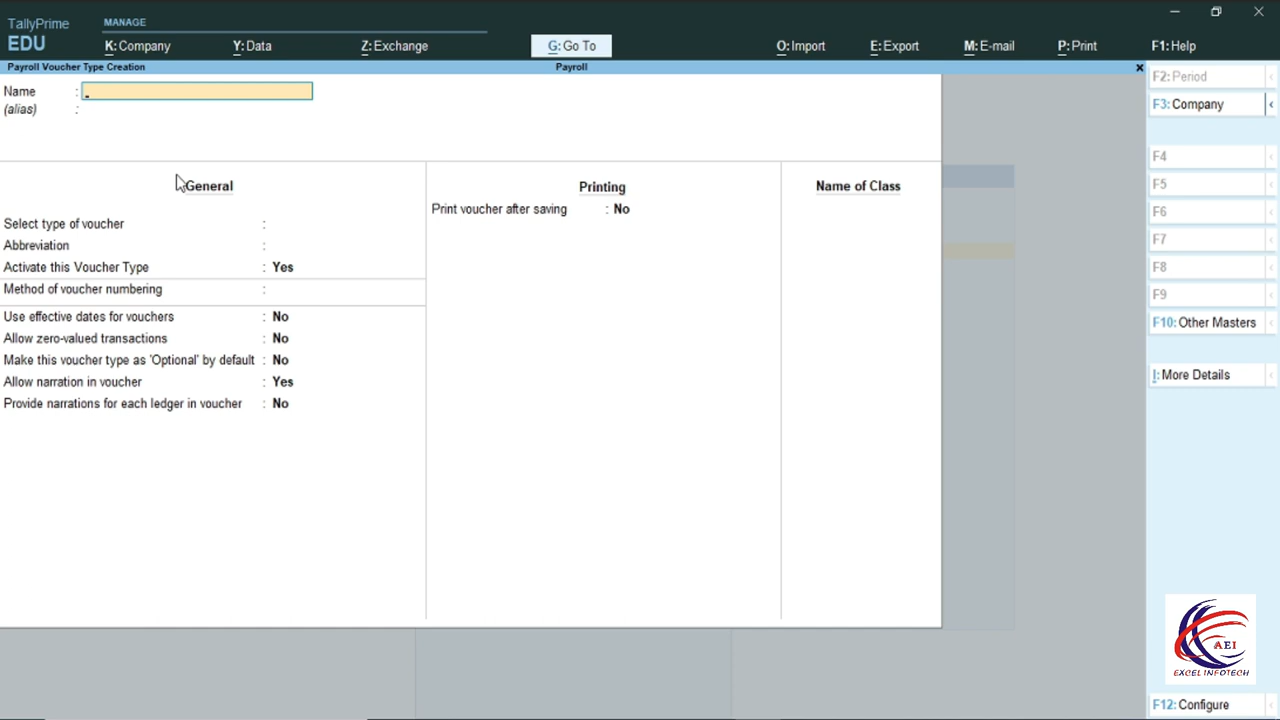 TallyPrime
EDU
MANAGE
K: Company
Y: Data
Z: Exchange
G: Go To
O: Import
E: Export
M: E-mail
P: Print
F1: Help
Payroll Voucher Type Creation
Payroll
Name :
(alias) :
General
Select type of voucher :
Abbreviation :
Activate this Voucher Type : Yes
Method of voucher numbering :
Use effective dates for vouchers : No
Allow zero-valued transactions : No
Make this voucher type as 'Optional' by default : No
Allow narration in voucher : Yes
Provide narrations for each ledger in voucher : No
Printing
Print voucher after saving : No
Name of Class
F2: Period
F3: Company
F4
F5
F6
F7
F8
F9
F10: Other Masters
I: More Details
AEI
EXCEL INFOTECH
F12: Configure